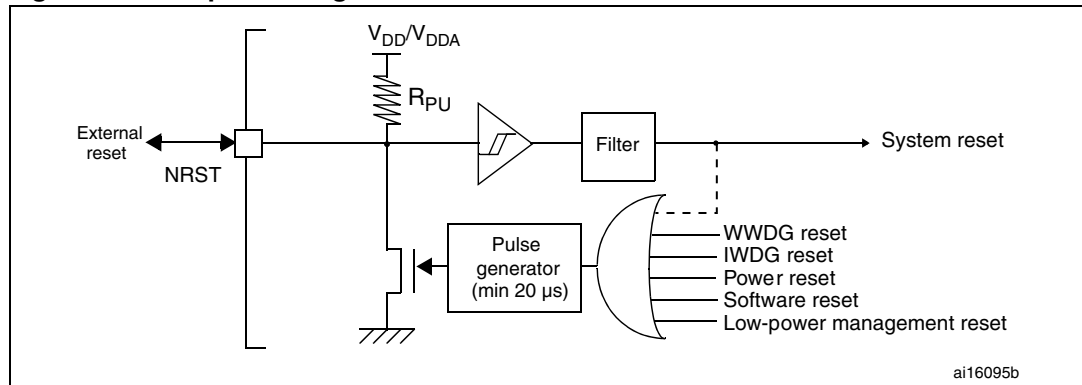 V_DD/V_DDA
R_PU
External
reset
NRST
Filter
System reset
Pulse
generator
(min 20 µs)
WWDG reset
IWDG reset
Power reset
Software reset
Low-power management reset
ai16095b